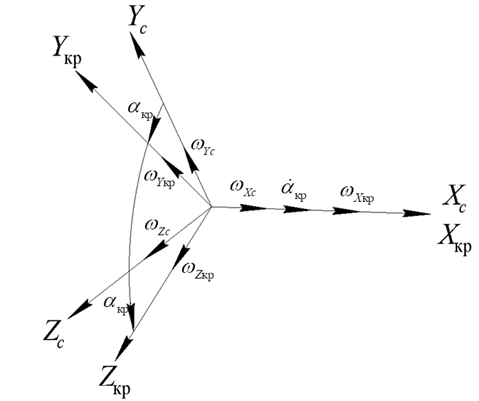 Y_c
Y_кр
α_кр
ω_Yc
ω_Yкр
ω_Xc
α̇_кр
ω_Xкр
X_c
X_кр
ω_Zc
ω_Zкр
α_кр
Z_c
Z_кр